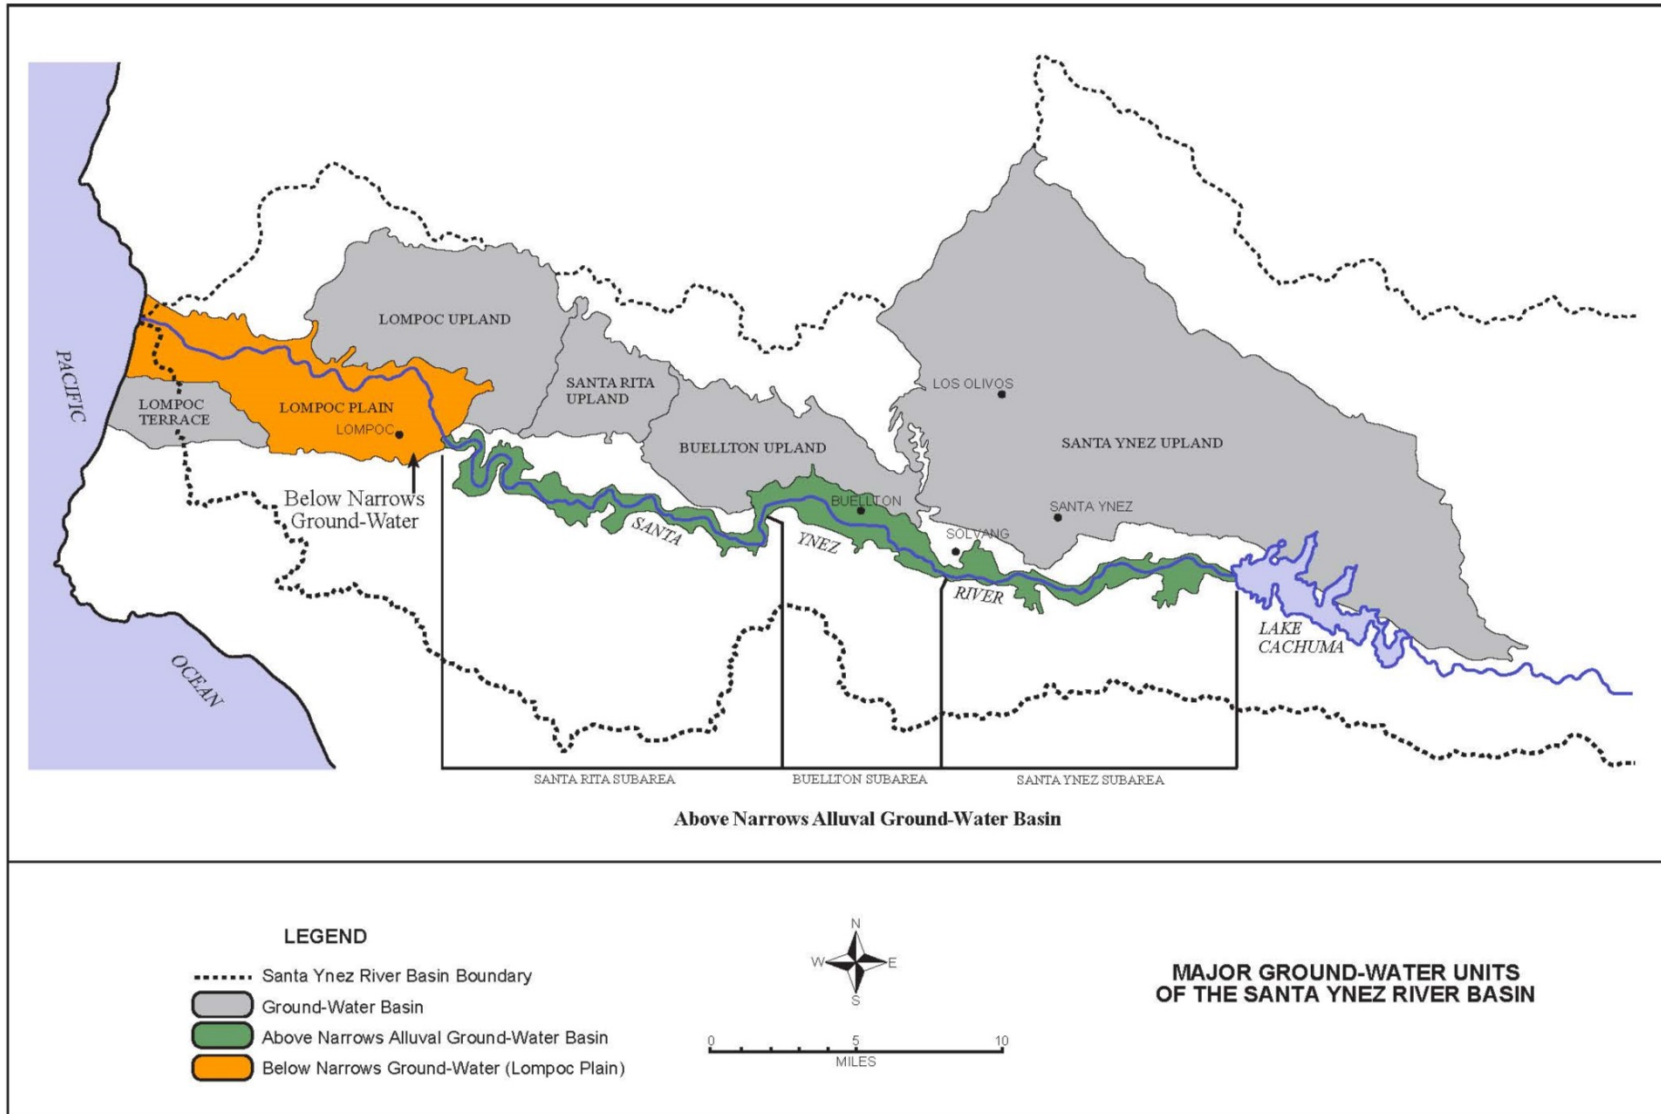 LOMPOC UPLAND
SANTA RITA
UPLAND
LOS OLIVOS
PACIFIC
LOMPOC
TERRACE
LOMPOC PLAIN
LOMPOC
BUELLTON UPLAND
SANTA YNEZ UPLAND
Below Narrows
Ground-Water
BUELLTON
SANTA YNEZ
SOLVANG
SANTA
YNEZ
RIVER
LAKE
CACHUMA
OCEAN
SANTA RITA SUBAREA
BUELLTON SUBAREA
SANTA YNEZ SUBAREA
Above Narrows Alluval Ground-Water Basin
LEGEND
Santa Ynez River Basin Boundary
Ground-Water Basin
Above Narrows Alluval Ground-Water Basin
Below Narrows Ground-Water (Lompoc Plain)
N
W
E
S
0 5 10
MILES
MAJOR GROUND-WATER UNITS
OF THE SANTA YNEZ RIVER BASIN